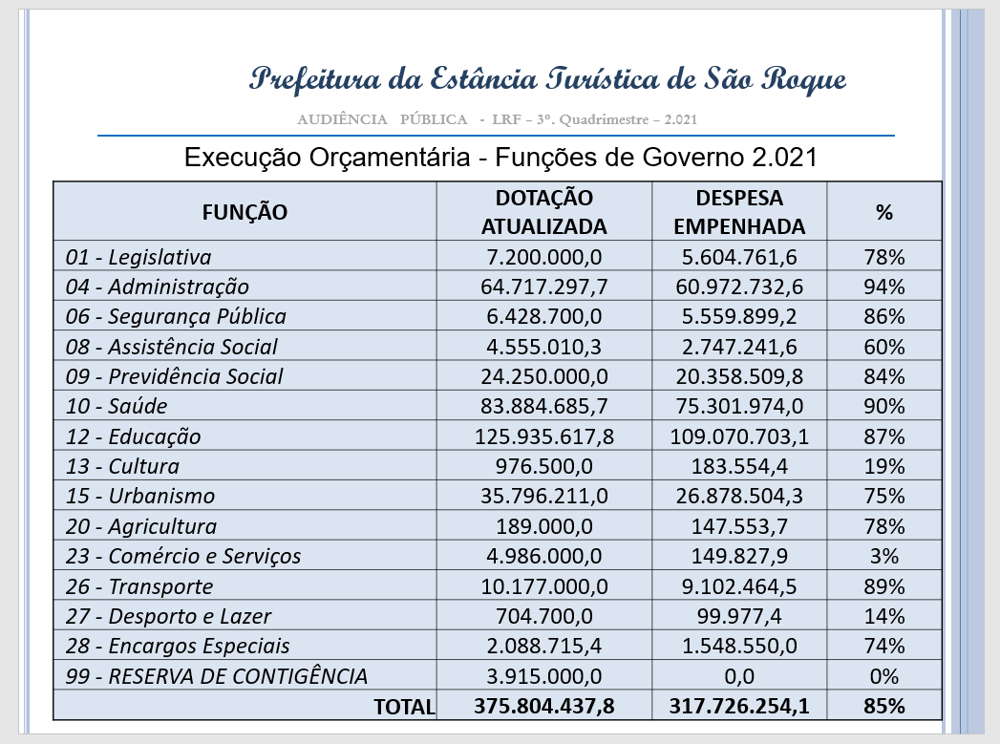 Prefeitura da Estância Turística de São Roque
AUDIÊNCIA PÚBLICA - LRF – 3º. Quadrimestre – 2.021
Execução Orçamentária - Funções de Governo 2.021
FUNÇÃO DOTAÇÃO ATUALIZADA DESPESA EMPENHADA %
01 - Legislativa 7.200.000,0 5.604.761,6 78%
04 - Administração 64.717.297,7 60.972.732,6 94%
06 - Segurança Pública 6.428.700,0 5.559.899,2 86%
08 - Assistência Social 4.555.010,3 2.747.241,6 60%
09 - Previdência Social 24.250.000,0 20.358.509,8 84%
10 - Saúde 83.884.685,7 75.301.974,0 90%
12 - Educação 125.935.617,8 109.070.703,1 87%
13 - Cultura 976.500,0 183.554,4 19%
15 - Urbanismo 35.796.211,0 26.878.504,3 75%
20 - Agricultura 189.000,0 147.553,7 78%
23 - Comércio e Serviços 4.986.000,0 149.827,9 3%
26 - Transporte 10.177.000,0 9.102.464,5 89%
27 - Desporto e Lazer 704.700,0 99.977,4 14%
28 - Encargos Especiais 2.088.715,4 1.548.550,0 74%
99 - RESERVA DE CONTIGÊNCIA 3.915.000,0 0,0 0%
TOTAL 375.804.437,8 317.726.254,1 85%